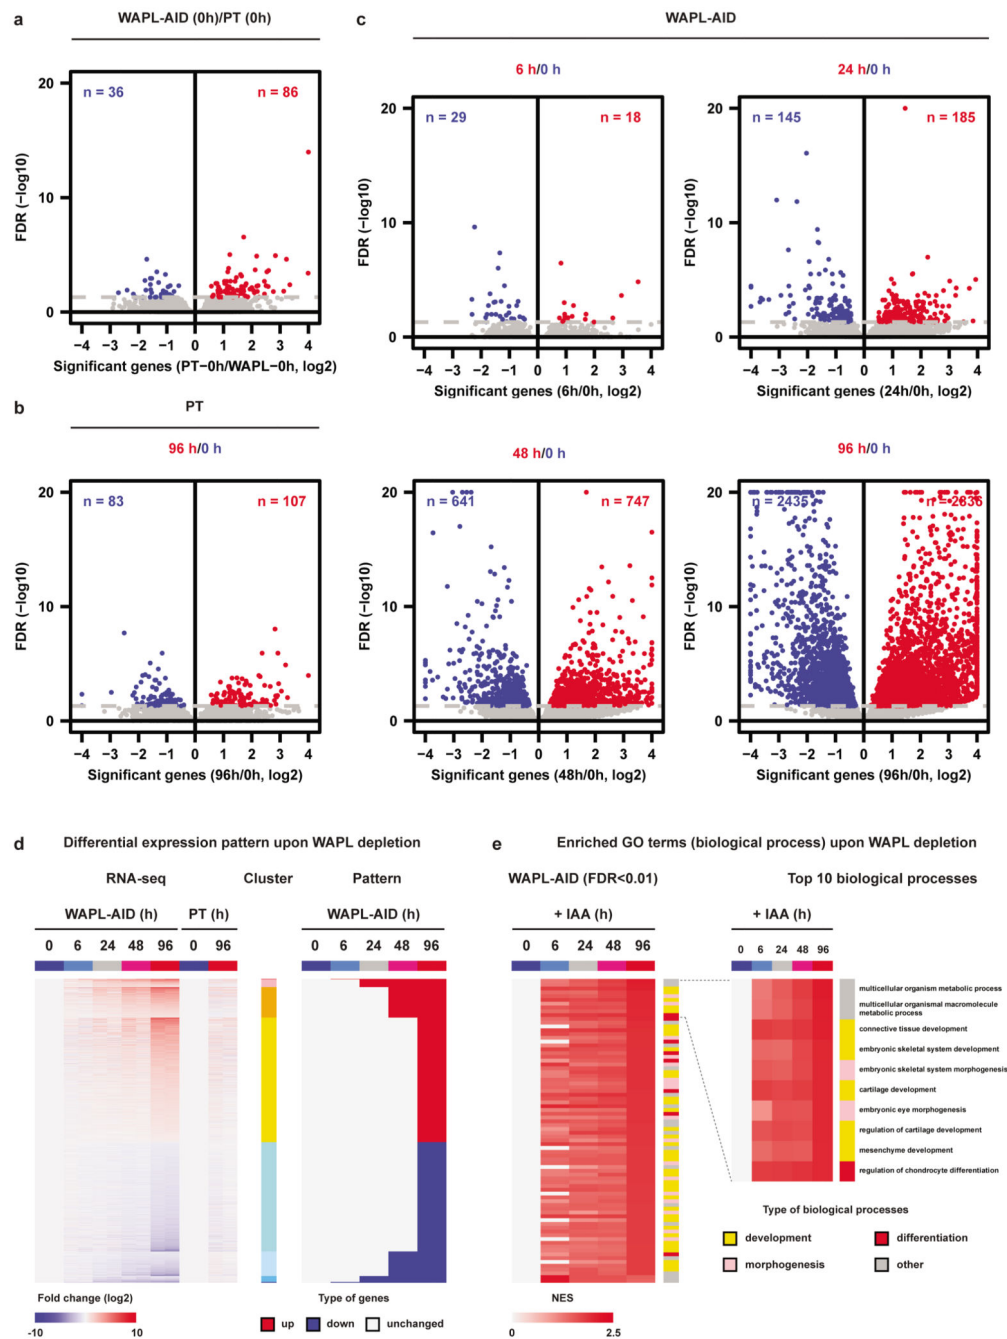 a
WAPL-AID (0h)/PT (0h)
FDR (−log10)
20
10
0
n = 36
n = 86
−4 −3 −2 −1 0 1 2 3 4
Significant genes (PT−0h/WAPL−0h, log2)
b
PT
96 h/0 h
FDR (−log10)
20
10
0
n = 83
n = 107
−4 −3 −2 −1 0 1 2 3 4
Significant genes (96h/0h, log2)
c
WAPL-AID
6 h/0 h
FDR (−log10)
20
10
0
n = 29
n = 18
−4 −3 −2 −1 0 1 2 3 4
Significant genes (6h/0h, log2)
24 h/0 h
FDR (−log10)
20
10
0
n = 145
n = 185
−4 −3 −2 −1 0 1 2 3 4
Significant genes (24h/0h, log2)
48 h/0 h
FDR (−log10)
20
10
0
n = 641
n = 747
−4 −3 −2 −1 0 1 2 3 4
Significant genes (48h/0h, log2)
96 h/0 h
FDR (−log10)
20
10
0
n = 2435
n = 2836
−4 −3 −2 −1 0 1 2 3 4
Significant genes (96h/0h, log2)
d
Differential expression pattern upon WAPL depletion
RNA-seq Cluster Pattern
WAPL-AID (h) PT (h) WAPL-AID (h)
0 6 24 48 96 0 96 0 6 24 48 96
Fold change (log2)
-10 10
Type of genes
up down unchanged
e
Enriched GO terms (biological process) upon WAPL depletion
WAPL-AID (FDR<0.01)
Top 10 biological processes
+ IAA (h) + IAA (h)
0 6 24 48 96 0 6 24 48 96
multicellular organism metabolic process
multicellular organismal macromolecule
metabolic process
connective tissue development
embryonic skeletal system development
embryonic skeletal system morphogenesis
cartilage development
embryonic eye morphogenesis
regulation of cartilage development
mesenchyme development
regulation of chondrocyte differentiation
Type of biological processes
development differentiation
morphogenesis other
NES
0 2.5